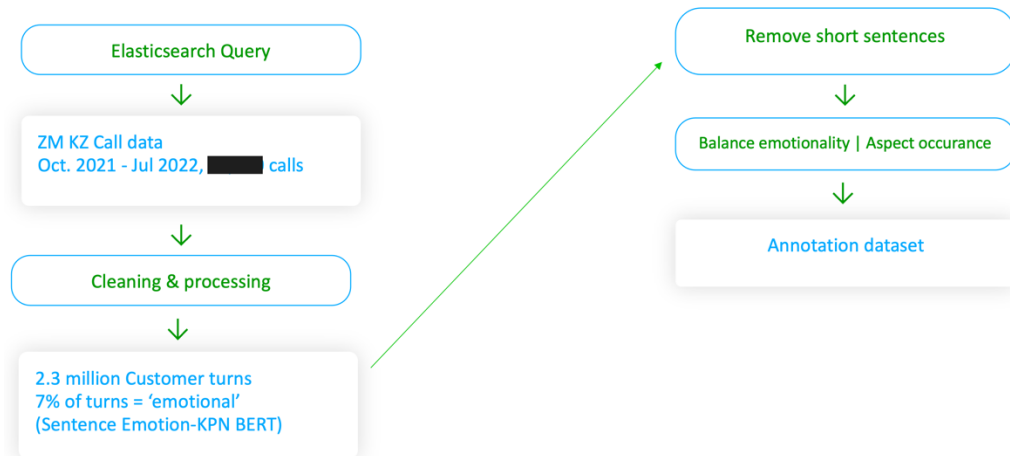 Elasticsearch Query
ZM KZ Call data
Oct. 2021 - Jul 2022, calls
Cleaning & processing
2.3 million Customer turns
7% of turns = ‘emotional’
(Sentence Emotion-KPN BERT)
Remove short sentences
Balance emotionality | Aspect occurance
Annotation dataset